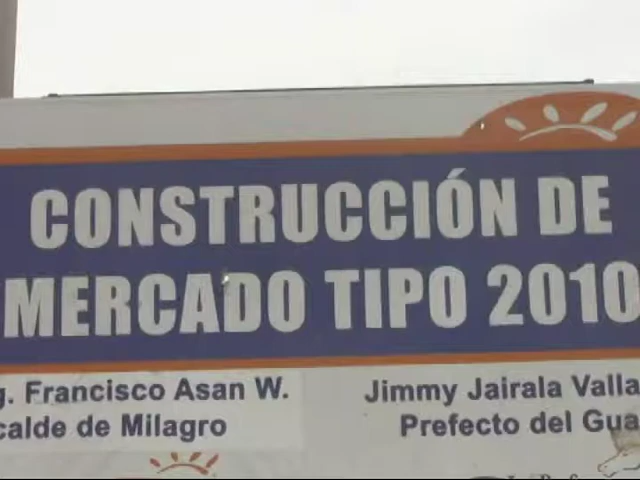 CONSTRUCCIÓN DE
MERCADO TIPO 2010
g. Francisco Asan W.
calde de Milagro
Jimmy Jairala Valla
Prefecto del Gua